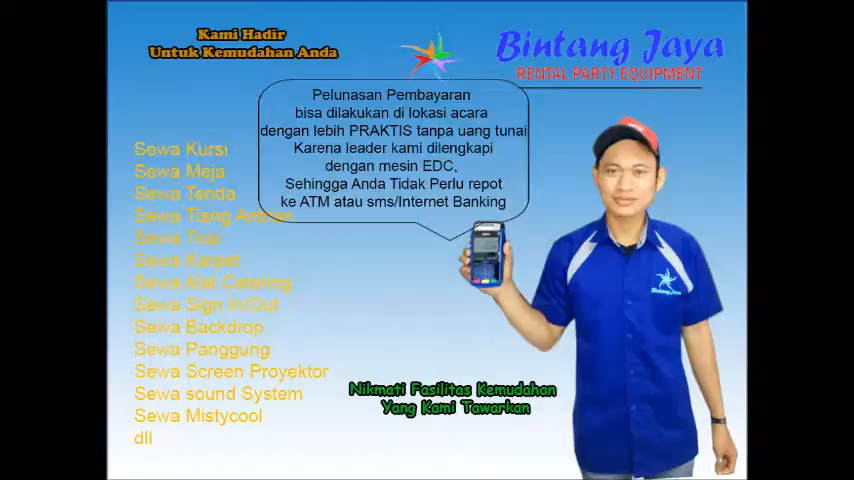 Kami Hadir
Untuk Kemudahan Anda
Bintang Jaya
RENTAL PARTY EQUIPMENT
Pelunasan Pembayaran
bisa dilakukan di lokasi acara
dengan lebih PRAKTIS tanpa uang tunai
Karena leader kami dilengkapi
dengan mesin EDC,
Sehingga Anda Tidak Perlu repot
ke ATM atau sms/Internet Banking
Sewa Kursi
Sewa Meja
Sewa Tenda
Sewa Tiang Antrian
Sewa Tirai
Sewa Karpet
Sewa Alat Catering
Sewa Sign In/Out
Sewa Backdrop
Sewa Panggung
Sewa Screen Proyektor
Sewa sound System
Sewa Mistycool
dll
Bintang Jaya
Nikmati Fasilitas Kemudahan
Yang Kami Tawarkan